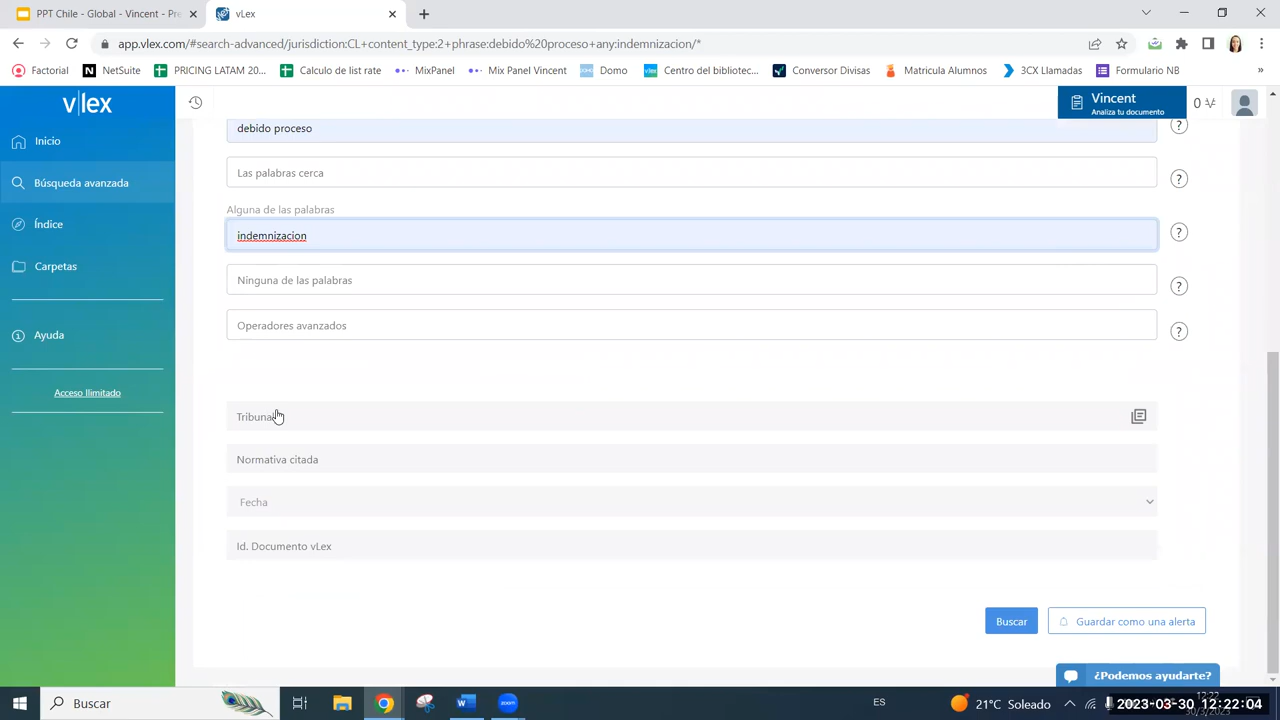 PPT Chile - Global - Vincent - Pre
vLex
app.vlex.com/#search-advanced/jurisdiction:CL+content_type:2+phrase:debido%20proceso+any:indemnizacion/*
Factorial
NetSuite
PRICING LATAM 20...
Calculo de list rate
MixPanel
Mix Panel Vincent
Domo
Centro del bibliotec...
Conversor Divisas
Matricula Alumnos
3CX Llamadas
Formulario NB
»
v|lex
Vincent
Analiza tu documento
0
Inicio
Búsqueda avanzada
Índice
Carpetas
Ayuda
Acceso Ilimitado
debido proceso
?
Las palabras cerca
?
Alguna de las palabras
indemnizacion
?
Ninguna de las palabras
?
Operadores avanzados
?
Tribunal
Normativa citada
Fecha
Id. Documento vLex
Buscar
Guardar como una alerta
¿Podemos ayudarte?
Buscar
ES
21°C Soleado
2023-03-30 12:22:04